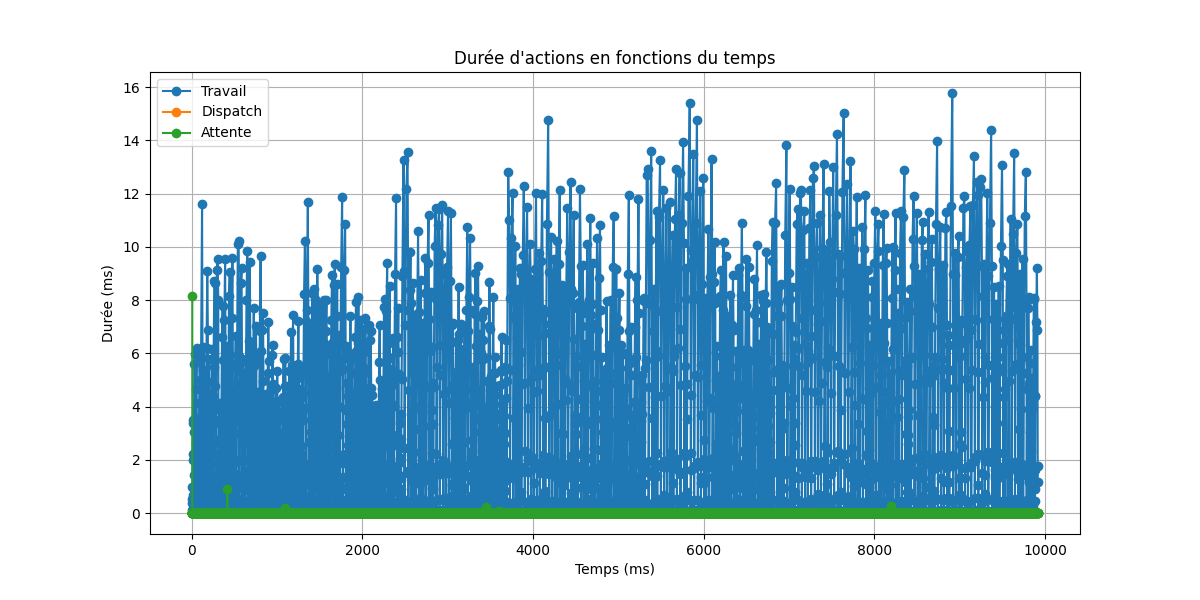 Durée d'actions en fonctions du temps
Travail
Dispatch
Attente
Durée (ms)
16
14
12
10
8
6
4
2
0
0 2000 4000 6000 8000 10000
Temps (ms)